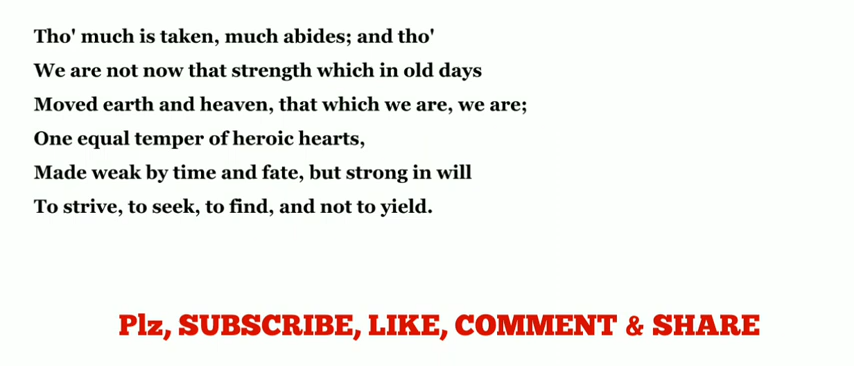 Tho' much is taken, much abides; and tho'
We are not now that strength which in old days
Moved earth and heaven, that which we are, we are;
One equal temper of heroic hearts,
Made weak by time and fate, but strong in will
To strive, to seek, to find, and not to yield.
Plz, SUBSCRIBE, LIKE, COMMENT & SHARE